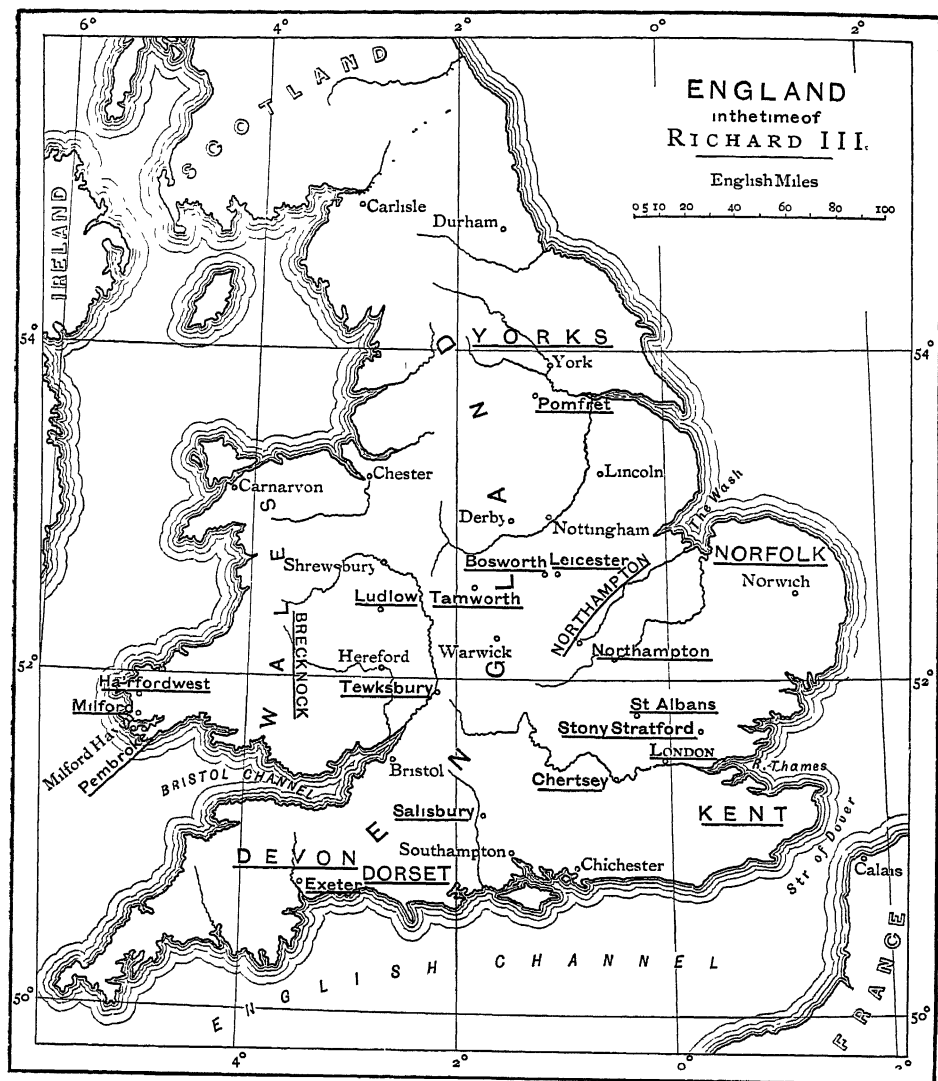 6° 4° 2° 0° 2°
ENGLAND
in the time of
RICHARD III.
English Miles
0 5 10 20 40 60 80 100
SCOTLAND
IRELAND
Carlisle
Durham
54° 54°
YORKS
York
Pomfret
Chester
Lincoln
Carnarvon
The Wash
Derby
Nottingham
NORFOLK
Norwich
Shrewsbury
Bosworth Leicester
Ludlow Tamworth
NORTHAMPTON
WALES
BRECKNOCK
ENGLAND
Hereford
Warwick
Northampton
52° 52°
Harfordwest
Tewksbury
Milford
St Albans
Milford Hav
Pembroke
Stony Stratford
LONDON
R. Thames
BRISTOL CHANNEL
Bristol
Chertsey
Salisbury
KENT
Str of Dover
DEVON
DORSET
Southampton
Chichester
Calais
Exeter
ENGLISH CHANNEL
FRANCE
50° 50°
4° 2° 0° 2°